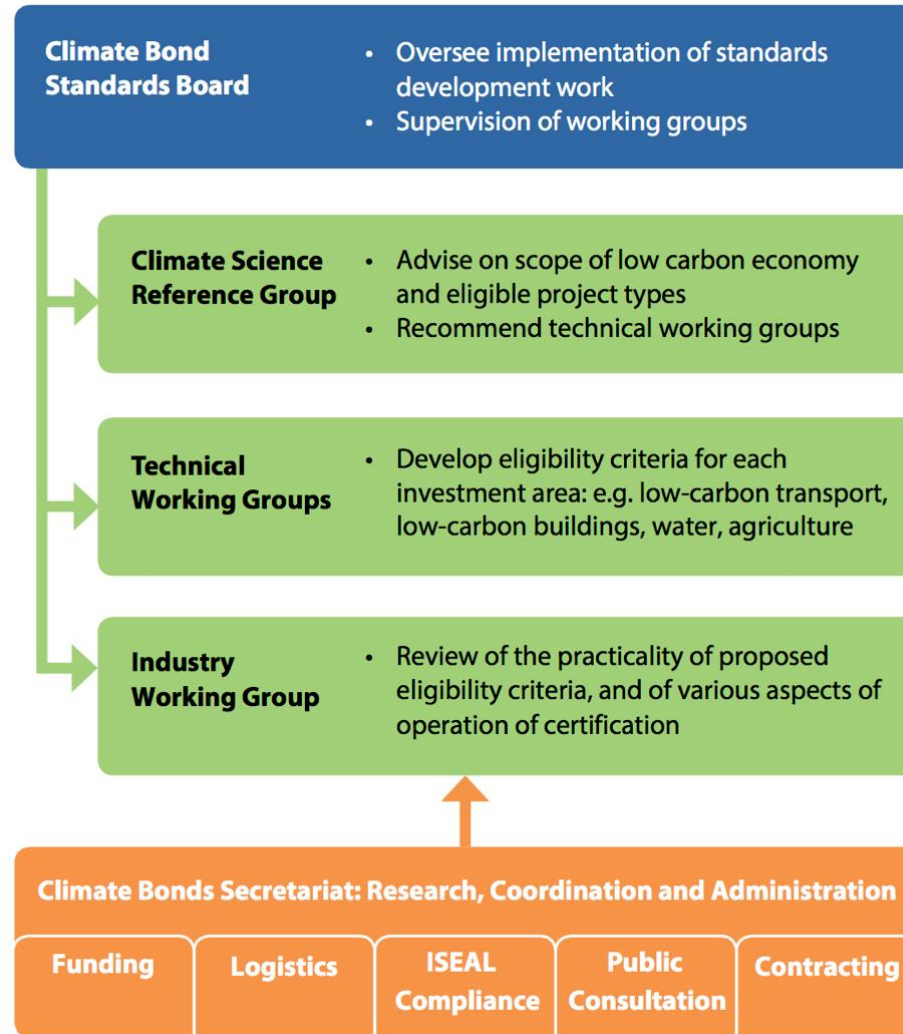 Climate Bond
Standards Board
• Oversee implementation of standards
development work
• Supervision of working groups
Climate Science
Reference Group
• Advise on scope of low carbon economy
and eligible project types
• Recommend technical working groups
Technical
Working Groups
• Develop eligibility criteria for each
investment area: e.g. low-carbon transport,
low-carbon buildings, water, agriculture
Industry
Working Group
• Review of the practicality of proposed
eligibility criteria, and of various aspects of
operation of certification
Climate Bonds Secretariat: Research, Coordination and Administration
Funding
Logistics
ISEAL
Compliance
Public
Consultation
Contracting